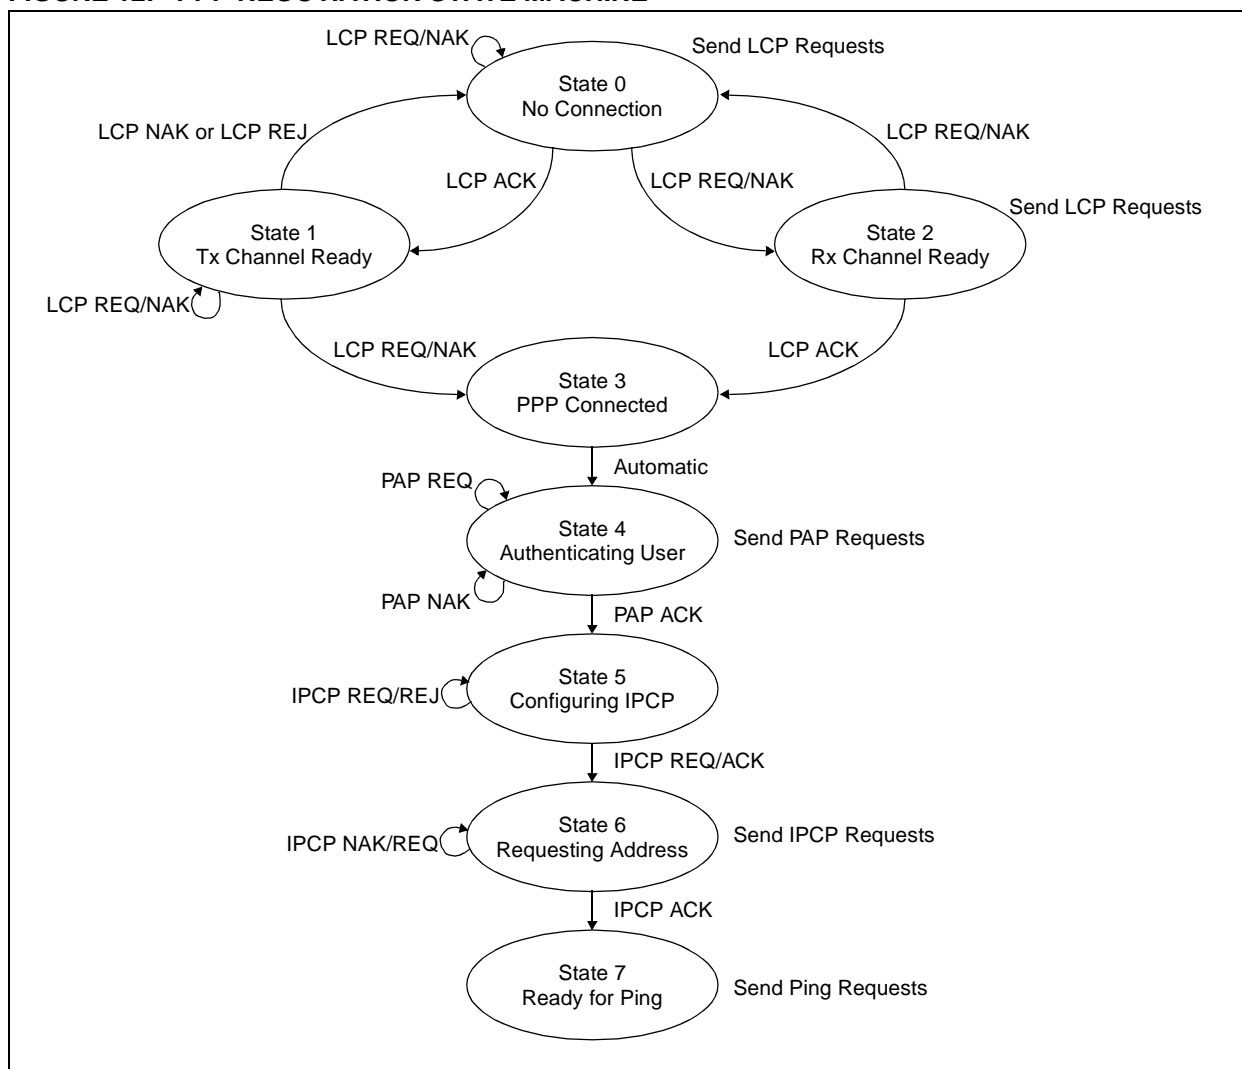 LCP REQ/NAK
Send LCP Requests
State 0
No Connection
LCP NAK or LCP REJ
LCP REQ/NAK
LCP ACK
LCP REQ/NAK
State 1
Tx Channel Ready
Send LCP Requests
State 2
Rx Channel Ready
LCP REQ/NAK
LCP REQ/NAK
LCP ACK
State 3
PPP Connected
Automatic
PAP REQ
State 4
Authenticating User
Send PAP Requests
PAP NAK
PAP ACK
State 5
Configuring IPCP
IPCP REQ/REJ
IPCP REQ/ACK
State 6
Requesting Address
Send IPCP Requests
IPCP NAK/REQ
IPCP ACK
State 7
Ready for Ping
Send Ping Requests